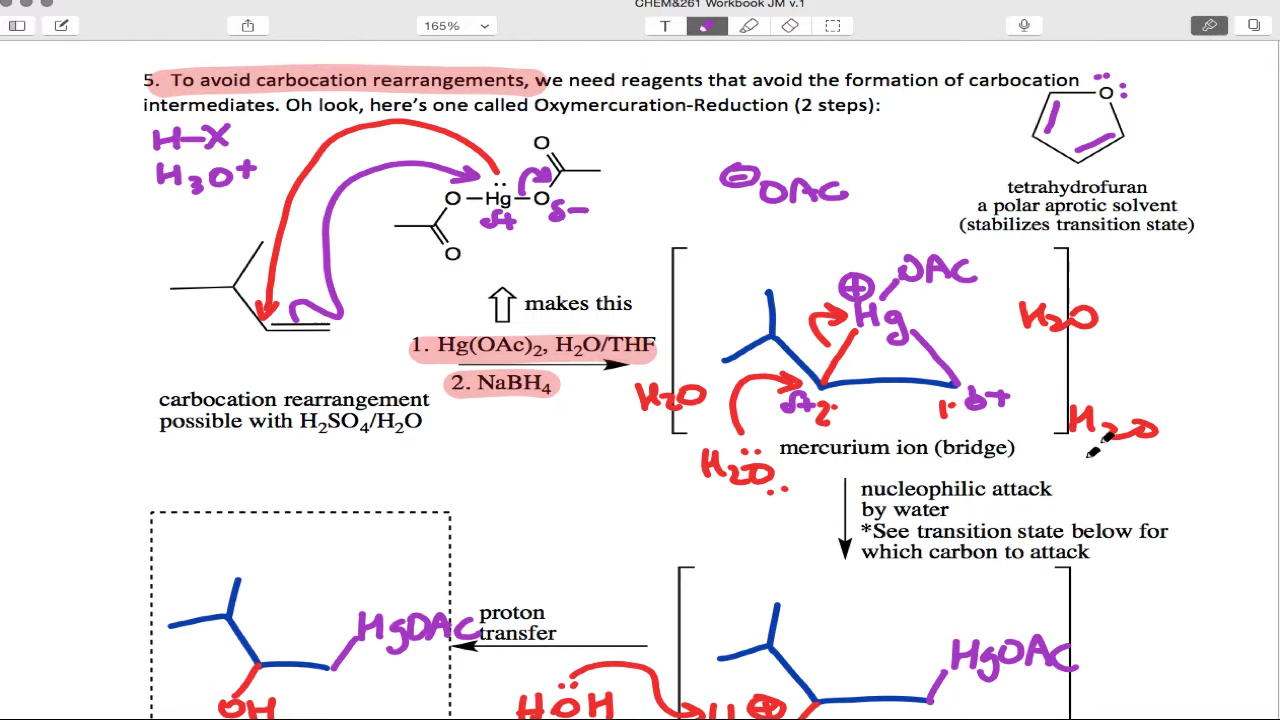 CHEM&261 Workbook JM v.1
165%
T
5. To avoid carbocation rearrangements, we need reagents that avoid the formation of carbocation
intermediates. Oh look, here's one called Oxymercuration-Reduction (2 steps):
H-X
H3O+
O
O
O —Hg—O
δ+ δ-
O
⊖OAC
O
tetrahydrofuran
a polar aprotic solvent
(stabilizes transition state)
makes this
1. Hg(OAc)2, H2O/THF
2. NaBH4
carbocation rearrangement
possible with H2SO4/H2O
⊕ OAC
Hg
H2O
H2O
δ+ 2° 1° δ+
H2O
H2O
mercurium ion (bridge)
nucleophilic attack
by water
*See transition state below for
which carbon to attack
HgOAC
OH
proton
transfer
HOH
HgOAC
H ⊕